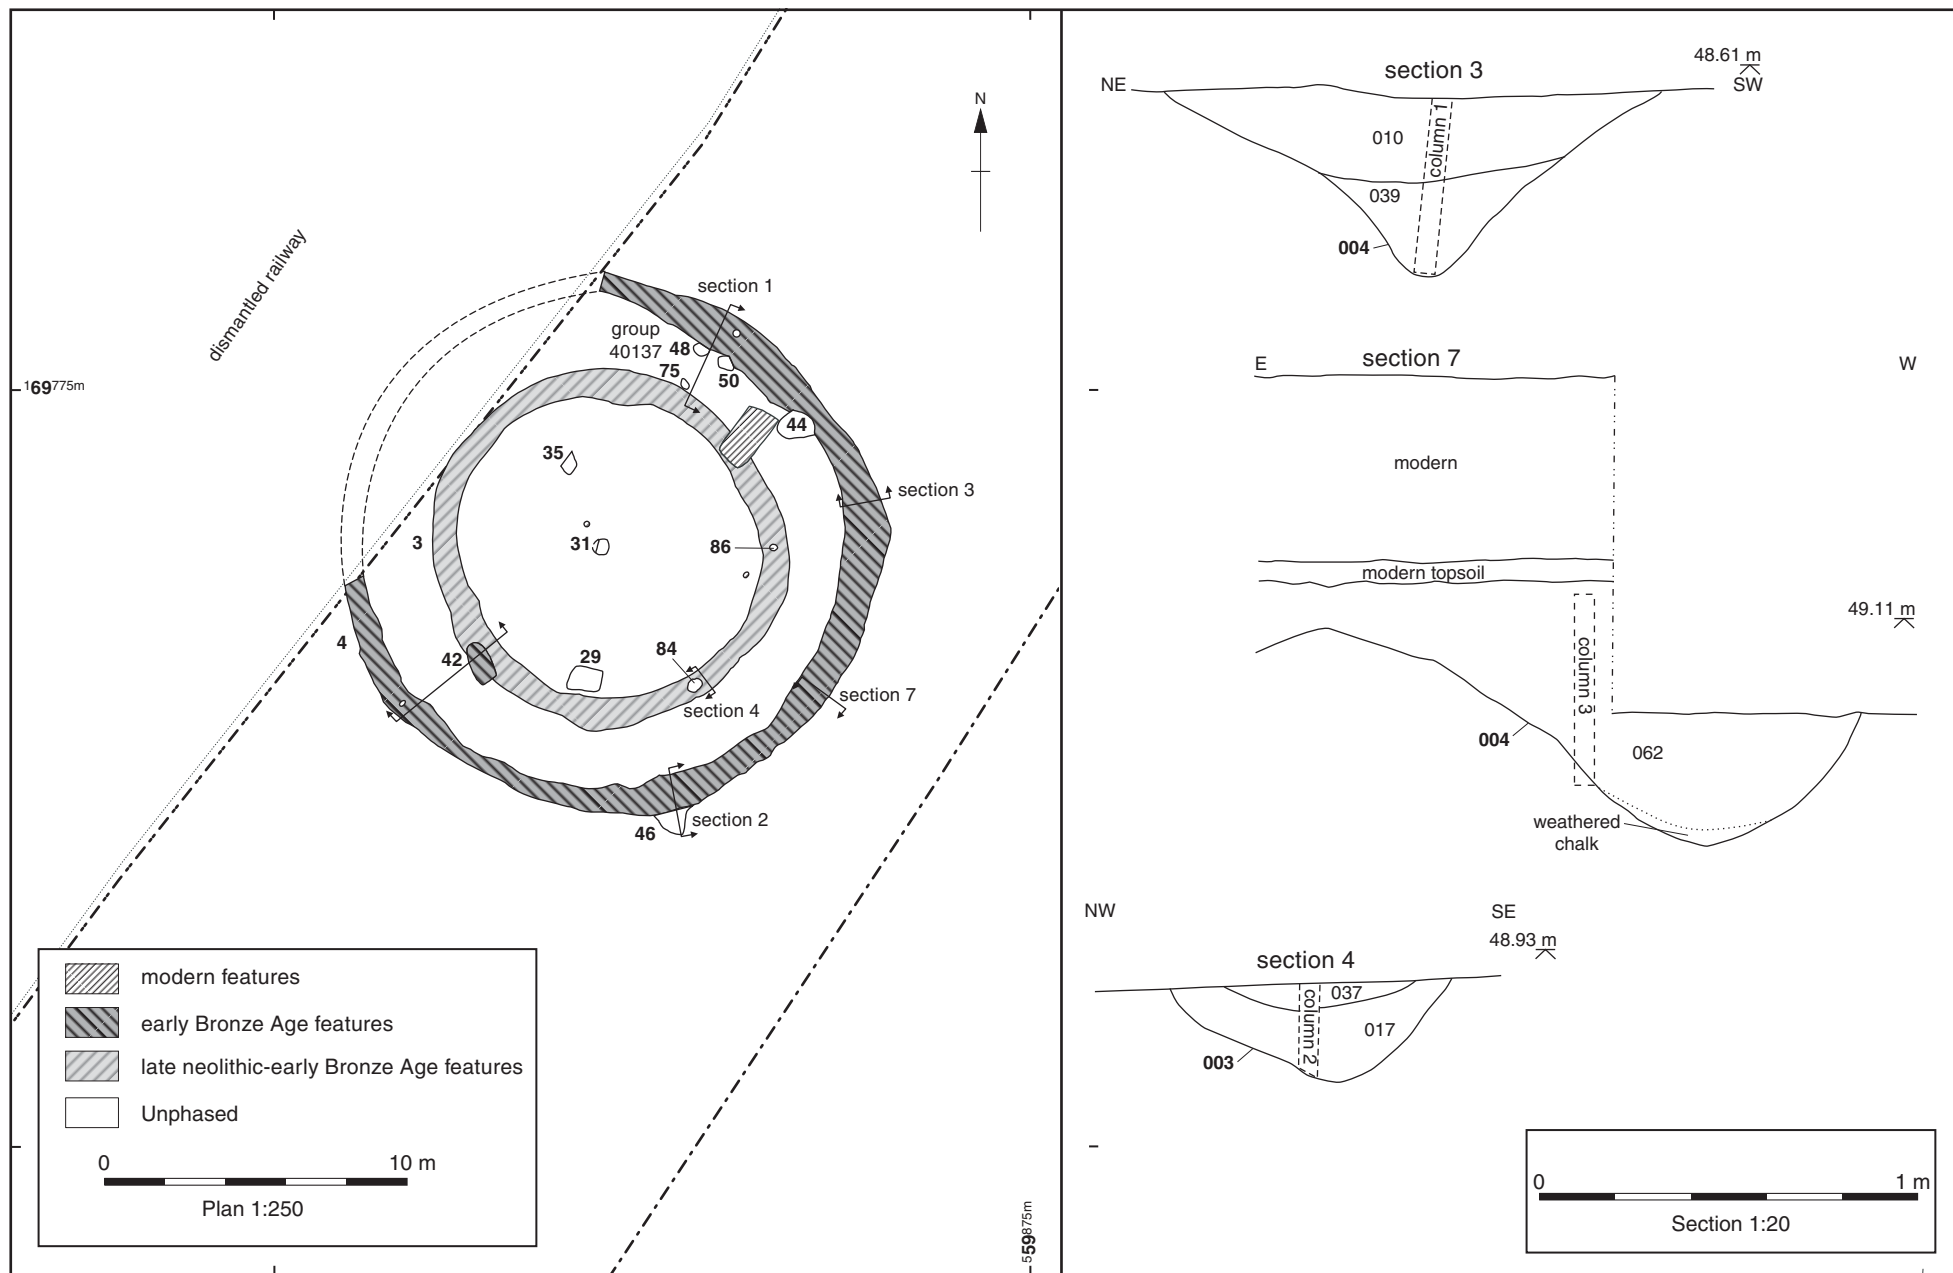 N
dismantled railway
169775m
section 1
group
40137
48
75
50
44
35
section 3
31
86
3
4
42
29
84
section 7
section 4
section 2
46
modern features
early Bronze Age features
late neolithic-early Bronze Age features
Unphased
0 10 m
Plan 1:250
559875m
section 3
48.61 m
NE
SW
column 1
010
039
004
section 7
E
W
modern
modern topsoil
49.11 m
column 3
004
062
weathered
chalk
NW
SE
48.93 m
section 4
column 2
037
017
003
0 1 m
Section 1:20